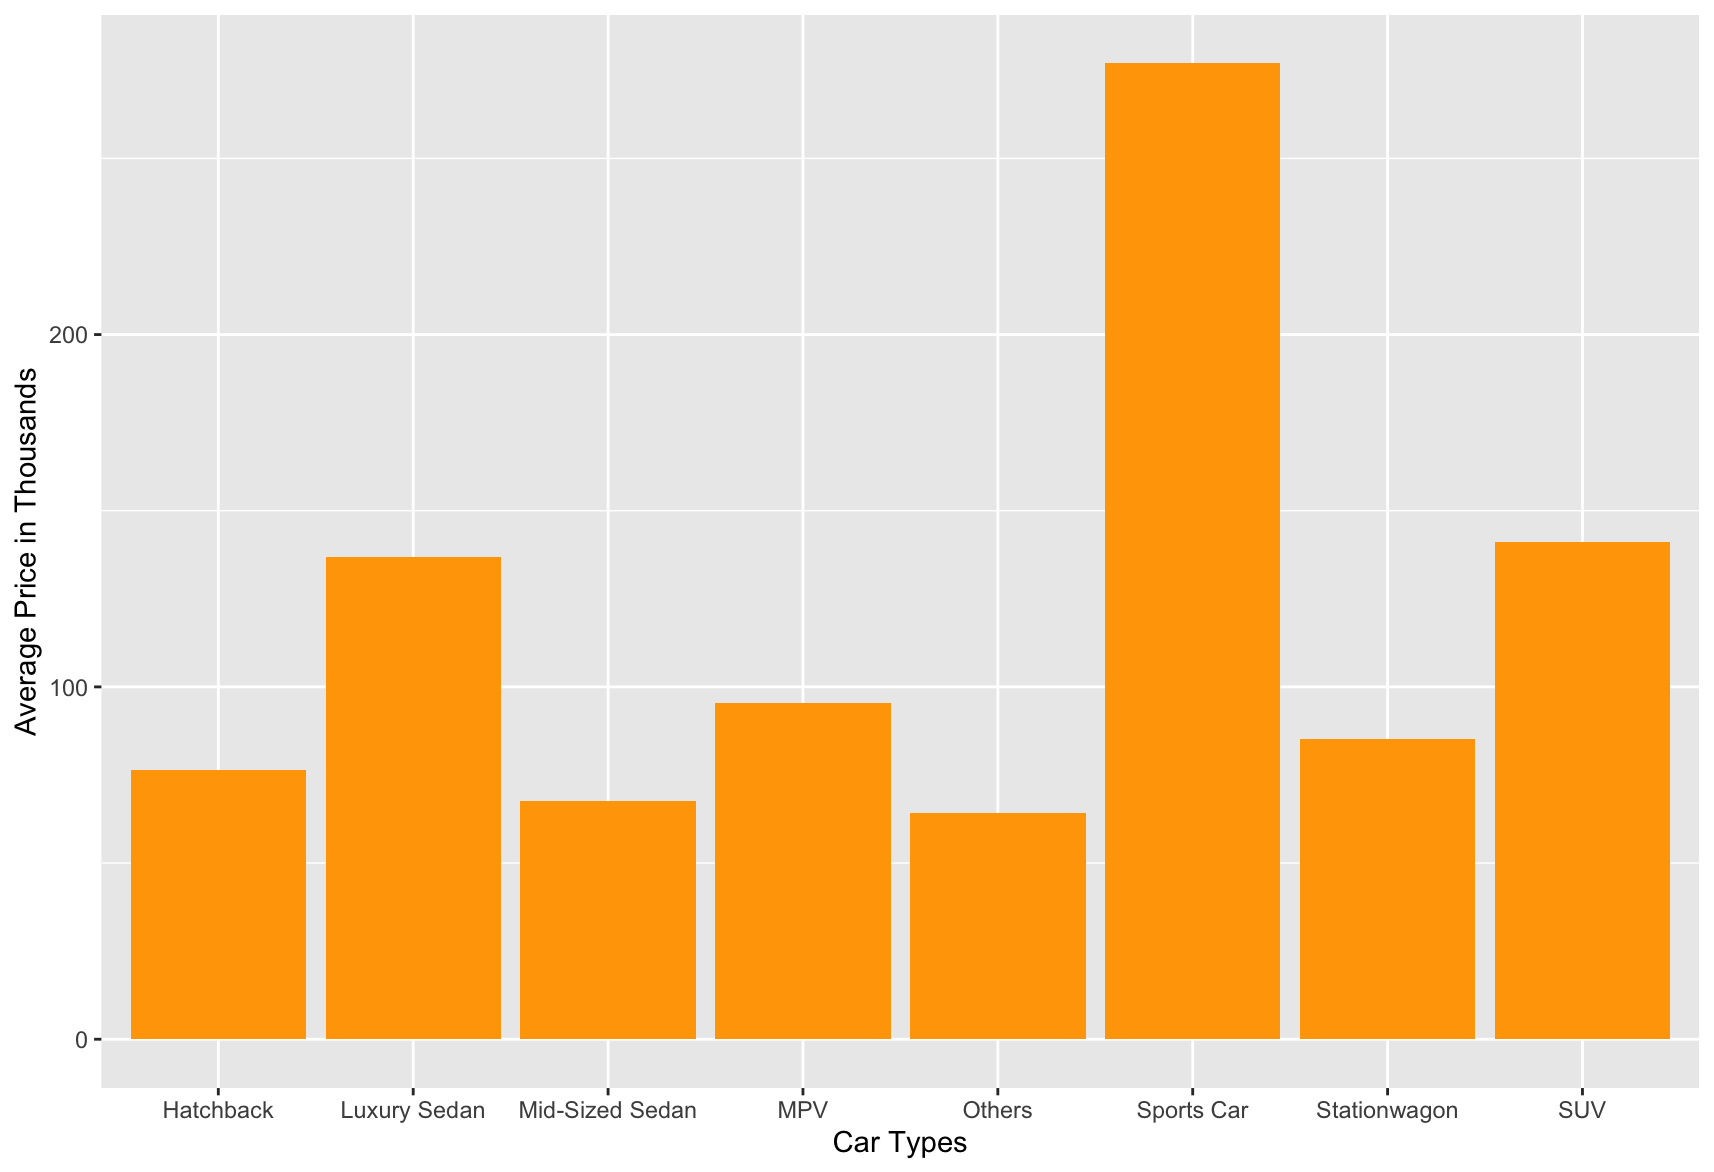 Average Price in Thousands
200
100
0
Hatchback Luxury Sedan Mid-Sized Sedan MPV Others Sports Car Stationwagon SUV
Car Types